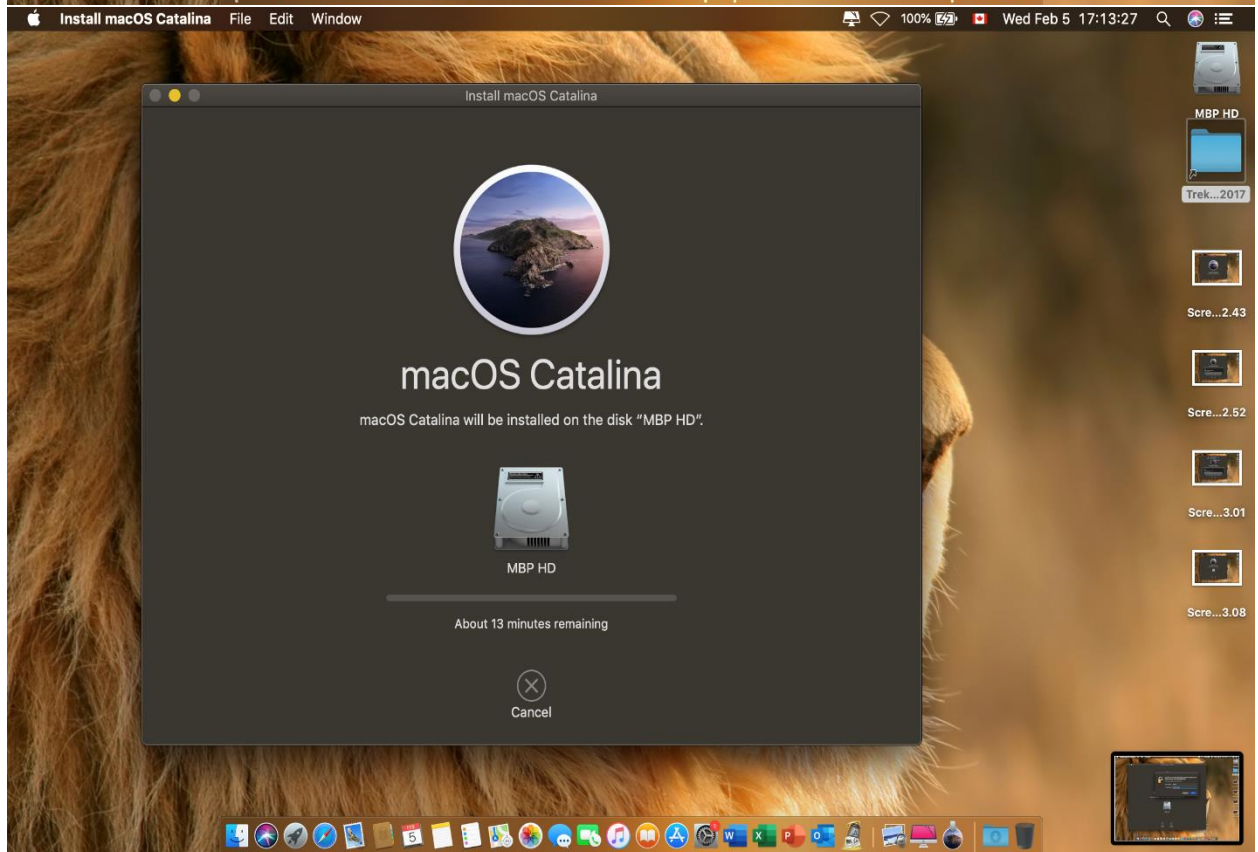 Install macOS Catalina File Edit Window 100% Wed Feb 5 17:13:27
Install macOS Catalina
MBP HD
Trek...2017
Scre...2.43
Scre...2.52
Scre...3.01
Scre...3.08
macOS Catalina
macOS Catalina will be installed on the disk “MBP HD”.
MBP HD
About 13 minutes remaining
Cancel